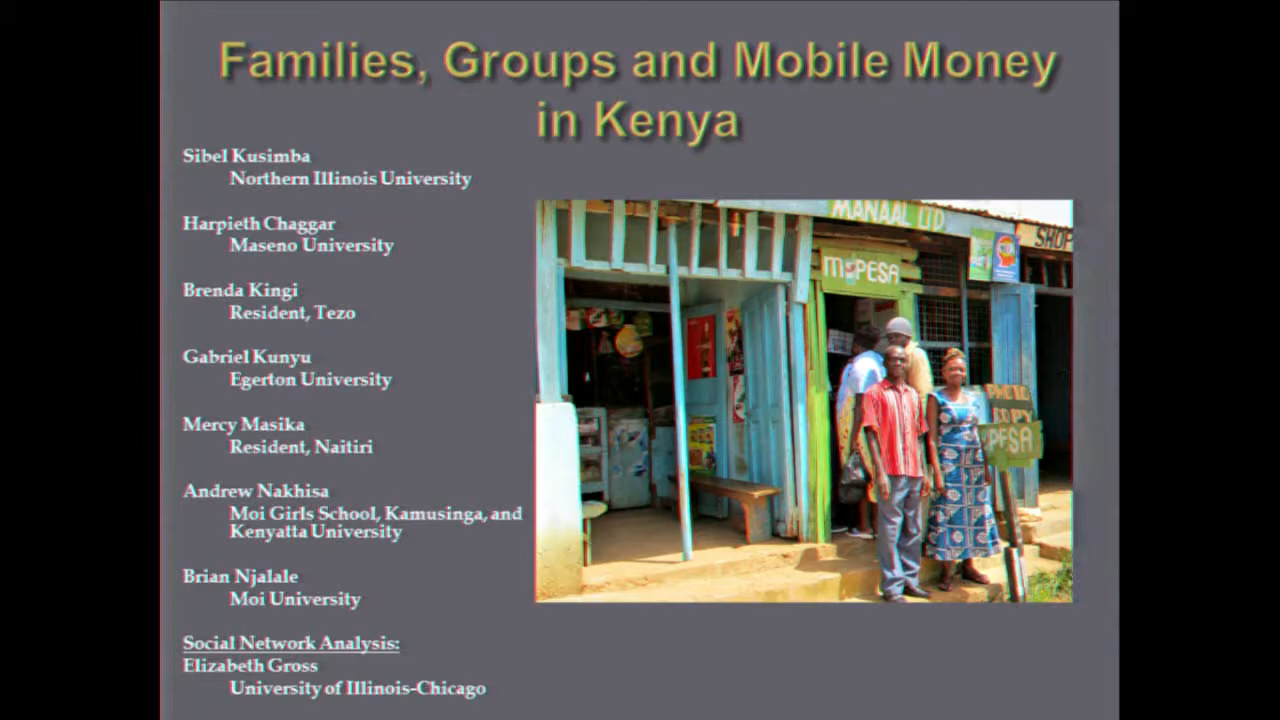 Families, Groups and Mobile Money
in Kenya
Sibel Kusimba
Northern Illinois University
Harpieth Chaggar
Maseno University
Brenda Kingi
Resident, Tezo
Gabriel Kunyu
Egerton University
Mercy Masika
Resident, Naitiri
Andrew Nakhisa
Moi Girls School, Kamusinga, and
Kenyatta University
Brian Njalale
Moi University
Social Network Analysis:
Elizabeth Gross
University of Illinois-Chicago
MANAAL LTD.
SHOP
M-PESA
COPY
PESA